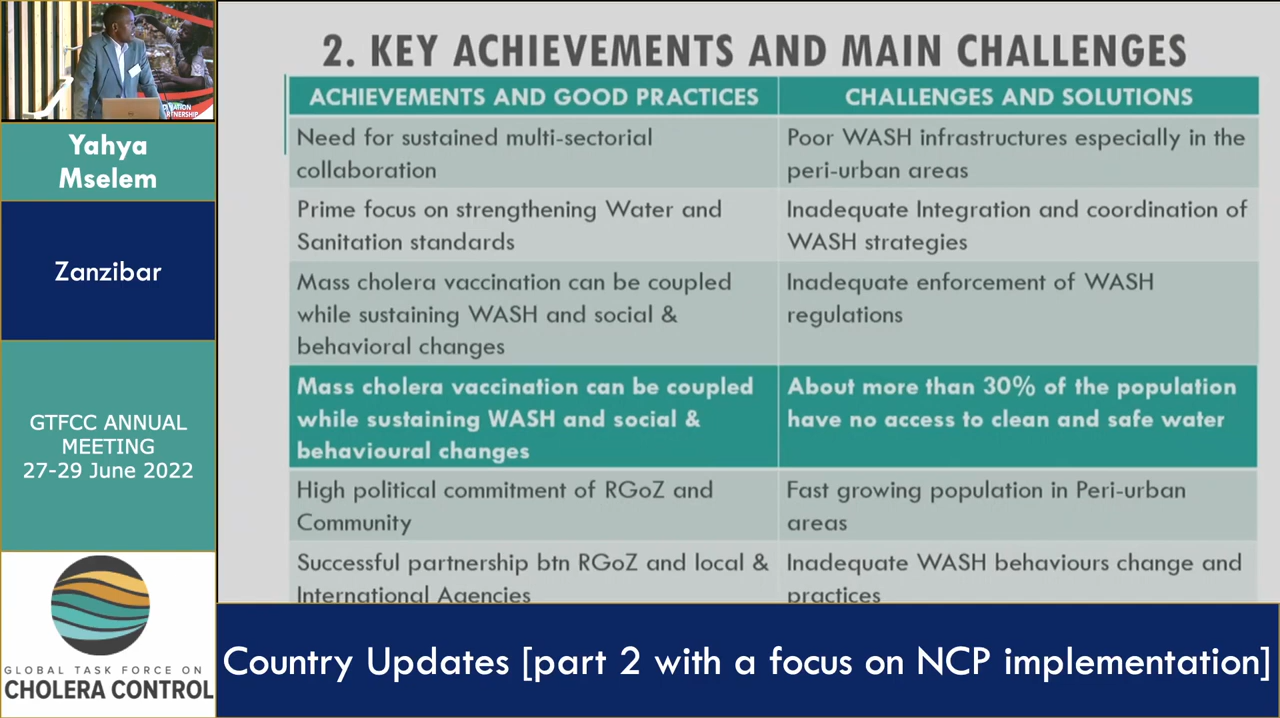 NATION
PARTNERSHIP
Yahya
Mselem
Zanzibar
GTFCC ANNUAL
MEETING
27-29 June 2022
GLOBAL TASK FORCE ON
CHOLERA CONTROL
2. KEY ACHIEVEMENTS AND MAIN CHALLENGES
ACHIEVEMENTS AND GOOD PRACTICES
CHALLENGES AND SOLUTIONS
Need for sustained multi-sectorial
collaboration
Poor WASH infrastructures especially in the
peri-urban areas
Prime focus on strengthening Water and
Sanitation standards
Inadequate Integration and coordination of
WASH strategies
Mass cholera vaccination can be coupled
while sustaining WASH and social &
behavioral changes
Inadequate enforcement of WASH
regulations
Mass cholera vaccination can be coupled
while sustaining WASH and social &
behavioural changes
About more than 30% of the population
have no access to clean and safe water
High political commitment of RGoZ and
Community
Fast growing population in Peri-urban
areas
Successful partnership btn RGoZ and local &
International Agencies
Inadequate WASH behaviours change and
practices
Country Updates [part 2 with a focus on NCP implementation]